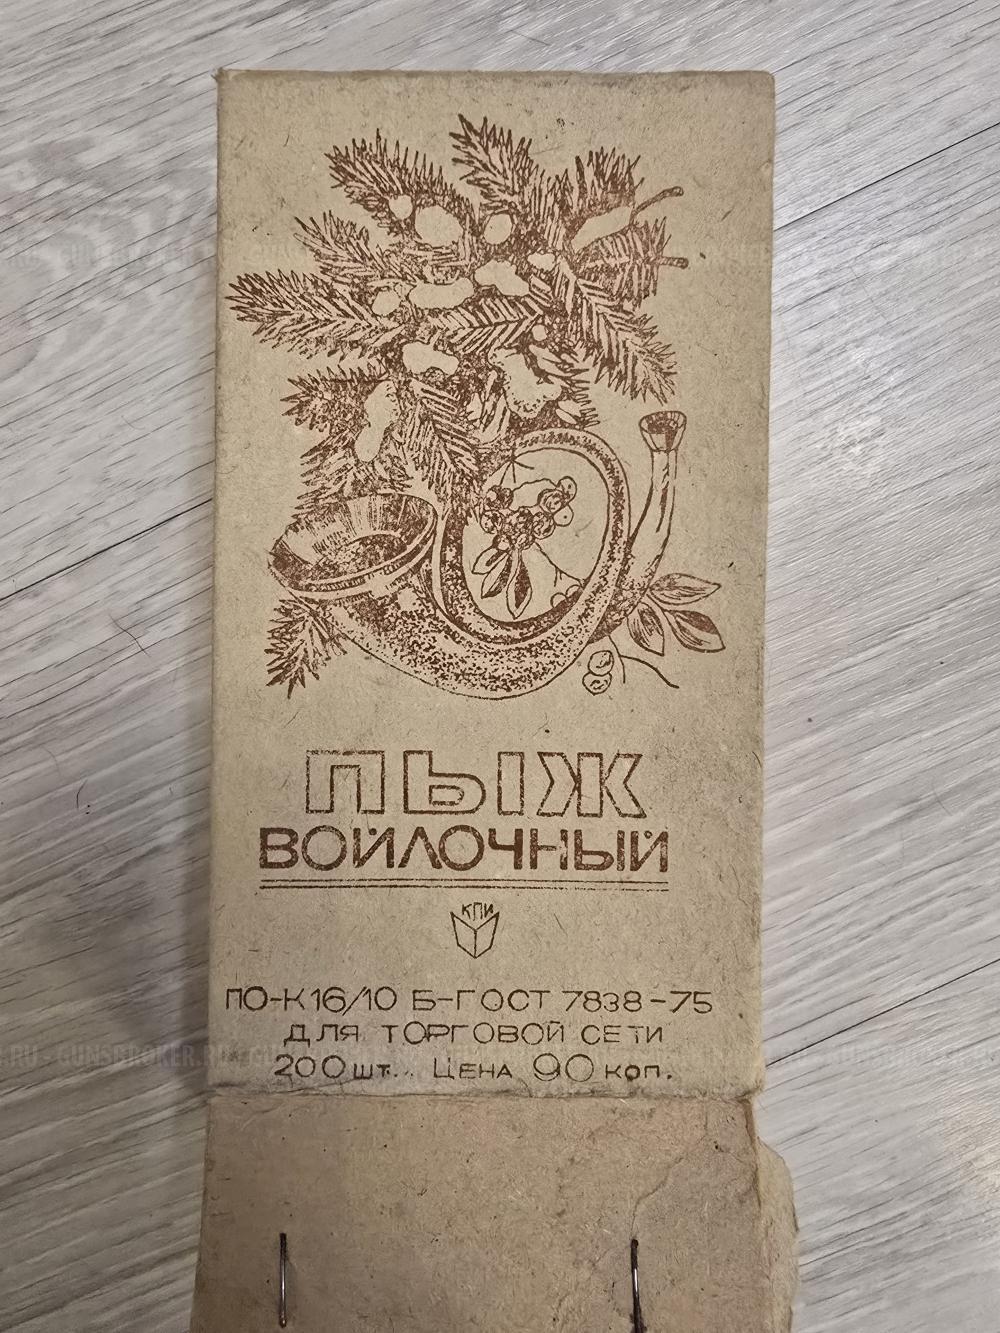 ПЫЖ
ВОЙЛОЧНЫЙ
КПИ
ПО-К16/10 Б-ГОСТ 7838-75
ДЛЯ ТОРГОВОЙ СЕТИ
200 шт. Цена 90 коп.